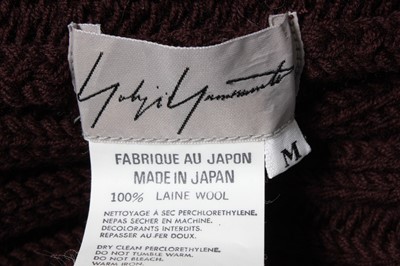 Yohji Yamamoto
M
FABRIQUE AU JAPON
MADE IN JAPAN
100% LAINE WOOL
NETTOYAGE A SEC PERCHLORETHYLENE,
NEPAS SECHER EN MACHINE.
DECOLORANTS INTERDITS.
REPASSER AU FER DOUX.
DRY CLEAN PERCLORETHYLENE.
DO NOT TUMBLE WARM.
DO NOT BLEACH.
WARM IRON.